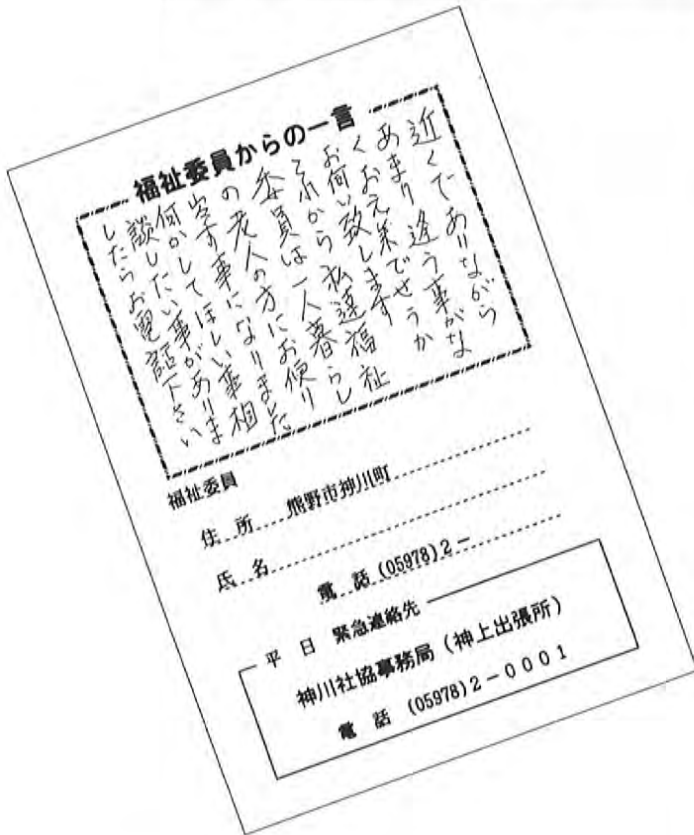 福祉委員からの一言
近くでありながら
あまり逢う事がな
くお元気でせうか
お伺い致します
それから私達福祉
委員は一人暮らし
の老人の方にお便り
出す事になりました
何かしてほしい事相
談したい事がありま
したらお電話下さい
福祉委員
住所 熊野市神川町
氏名
電話 (05978)2-
平日 緊急連絡先
神川社協事務局（神上出張所）
電話 (05978)2-0001